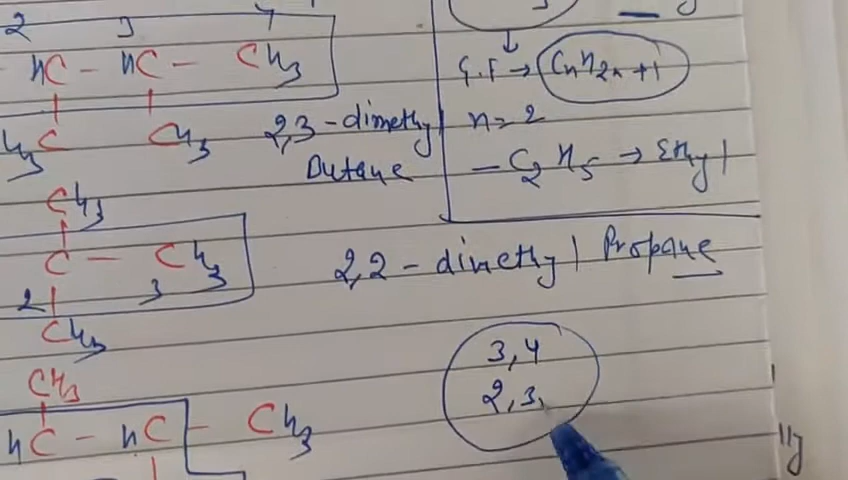 2 3 4
HC - HC - CH3
G.F → CnH2n+1
H3C CH3 2,3-dimethyl
n=2
Butane
- C2H5 → Ethyl
CH3
C - CH3
2,2-dimethyl Propane
2 3
CH3
3,4
CH3
2,3,
HC - HC - CH3
lly